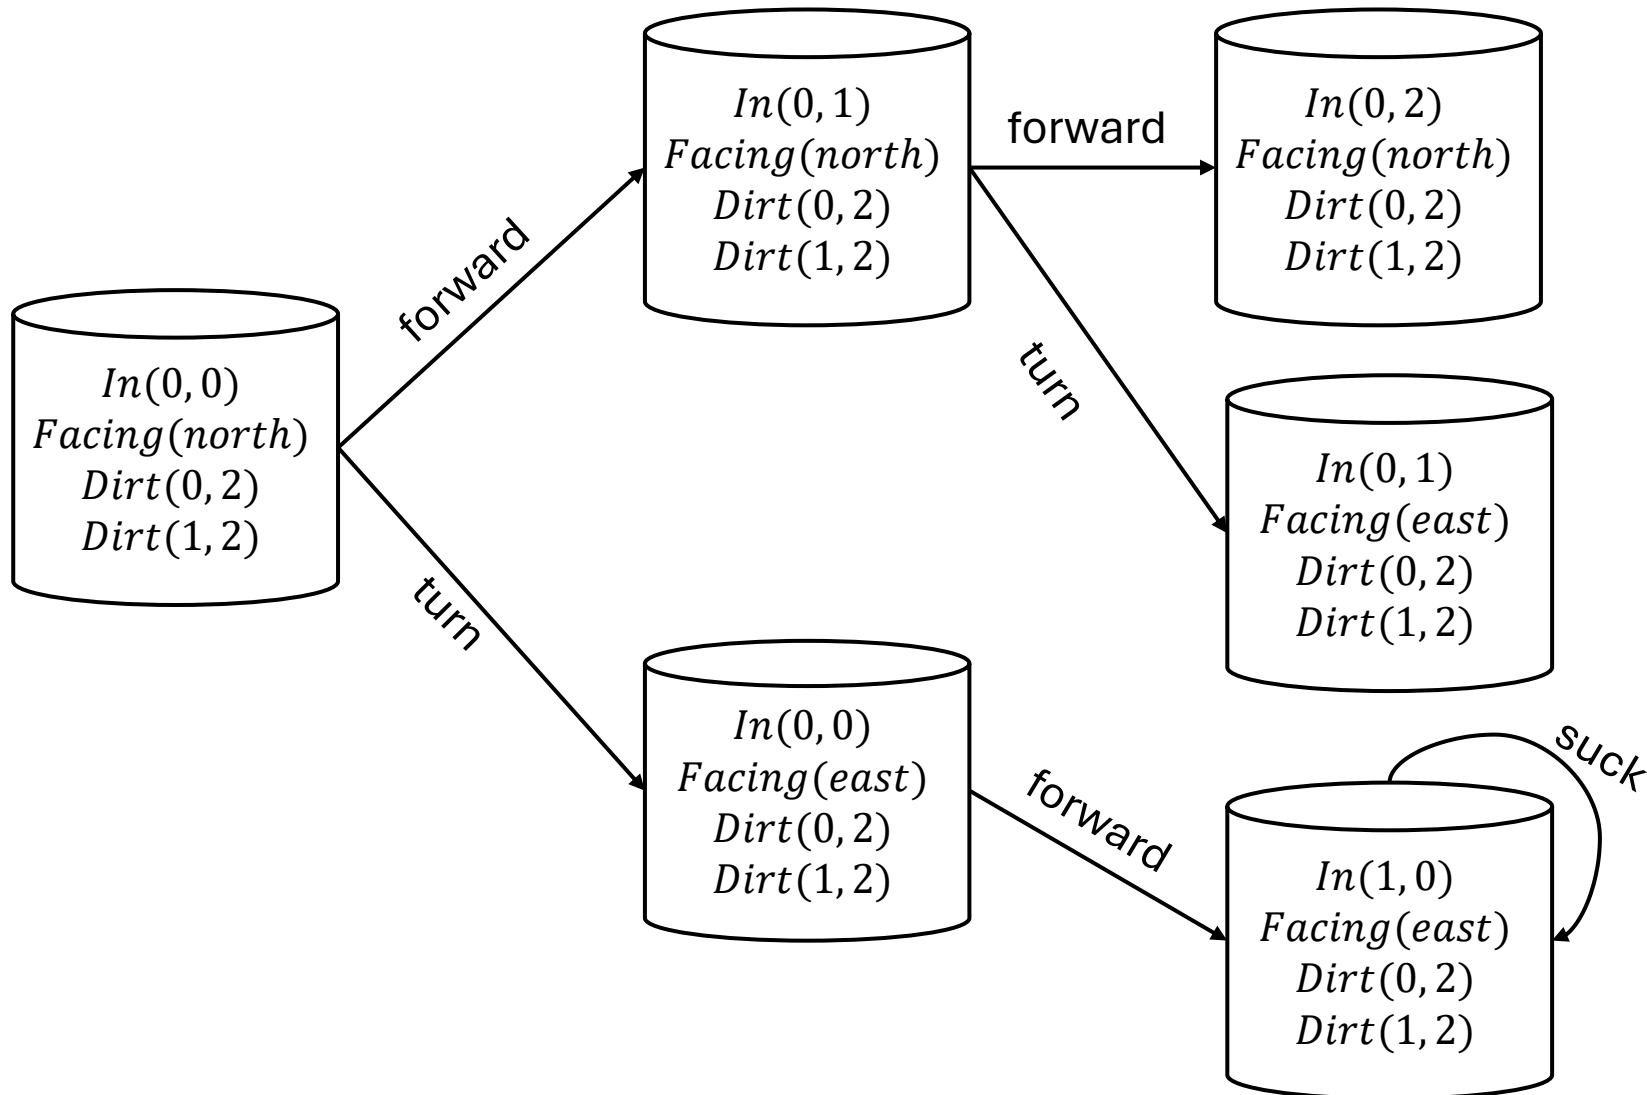 In(0, 0)
Facing(north)
Dirt(0, 2)
Dirt(1, 2)
forward
turn
In(0, 1)
Facing(north)
Dirt(0, 2)
Dirt(1, 2)
forward
turn
In(0, 2)
Facing(north)
Dirt(0, 2)
Dirt(1, 2)
In(0, 1)
Facing(east)
Dirt(0, 2)
Dirt(1, 2)
In(0, 0)
Facing(east)
Dirt(0, 2)
Dirt(1, 2)
forward
In(1, 0)
Facing(east)
Dirt(0, 2)
Dirt(1, 2)
suck